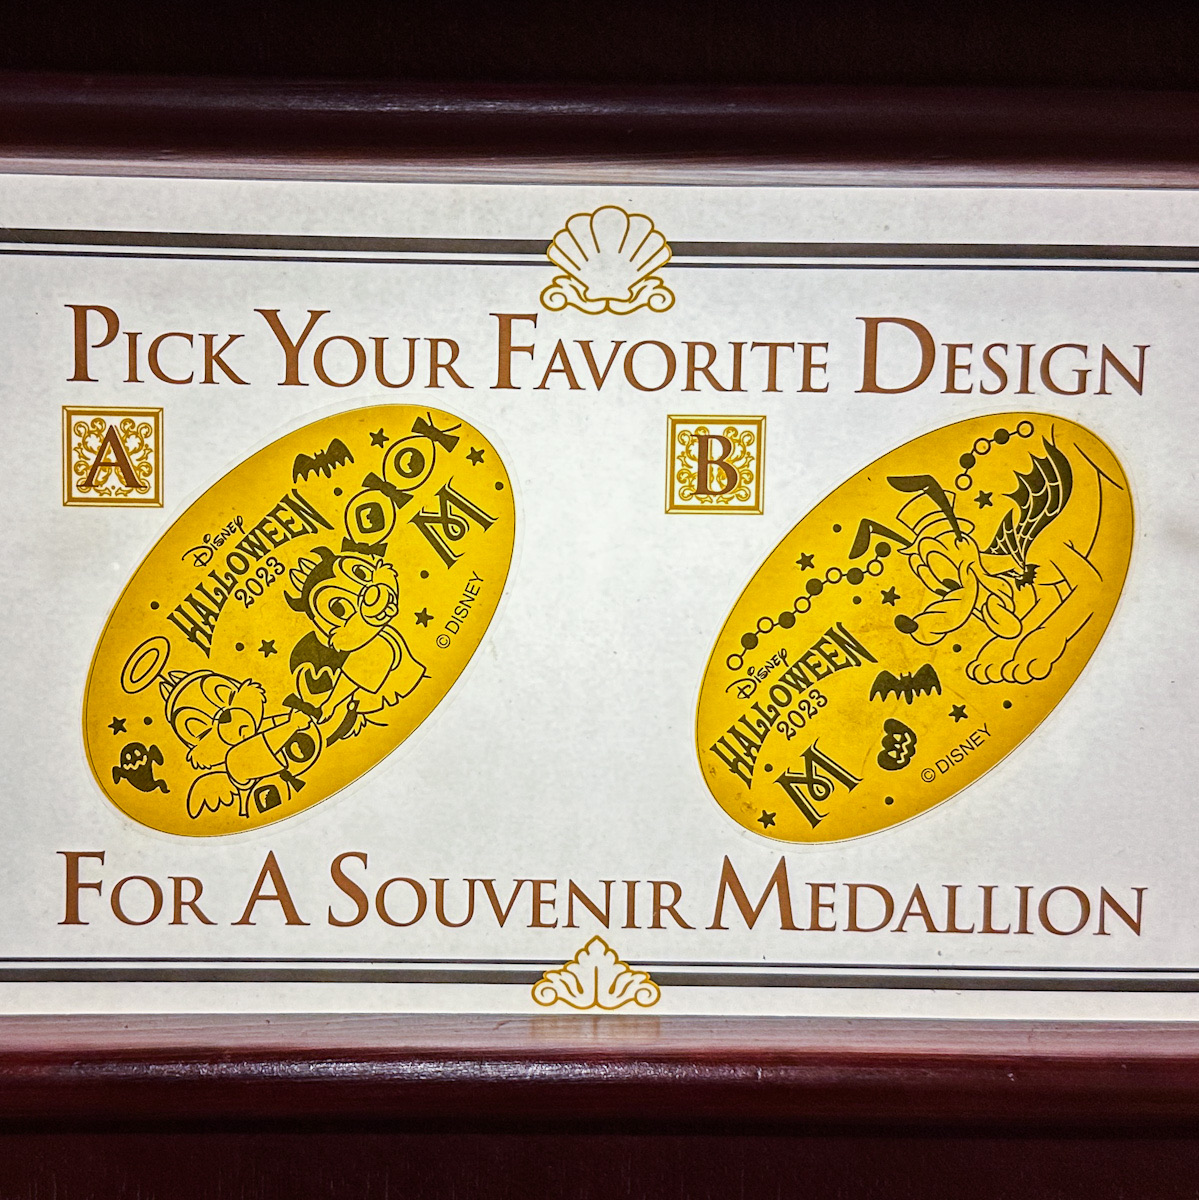 PICK YOUR FAVORITE DESIGN
A
B
DISNEY
HALLOWEEN
2023
M
© DISNEY
DISNEY
HALLOWEEN
2023
M
© DISNEY
FOR A SOUVENIR MEDALLION